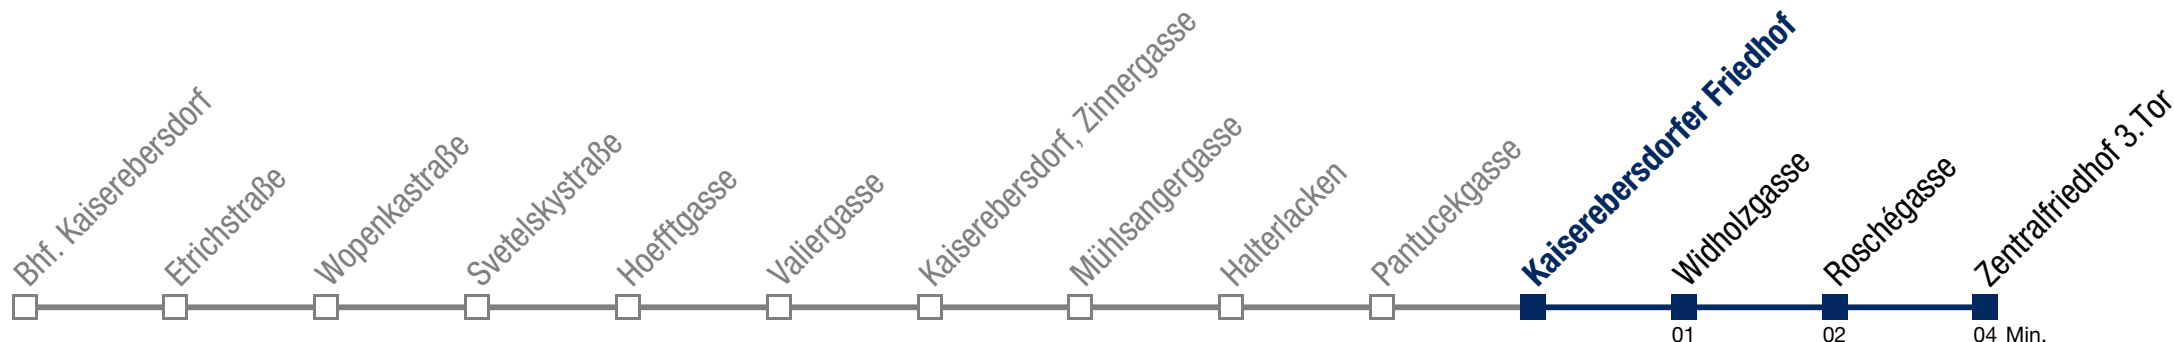 Bhf. Kaiserebersdorf
Etrichstraße
Wopenkastraße
Svetelskystraße
Hoefftgasse
Valiergasse
Kaiserebersdorf, Zinnergasse
Mühlsangergasse
Halterlacken
Pantucekgasse
Kaiserebersdorfer Friedhof
Widholzgasse
Roschégasse
Zentralfriedhof 3.Tor
01
02
04 Min.